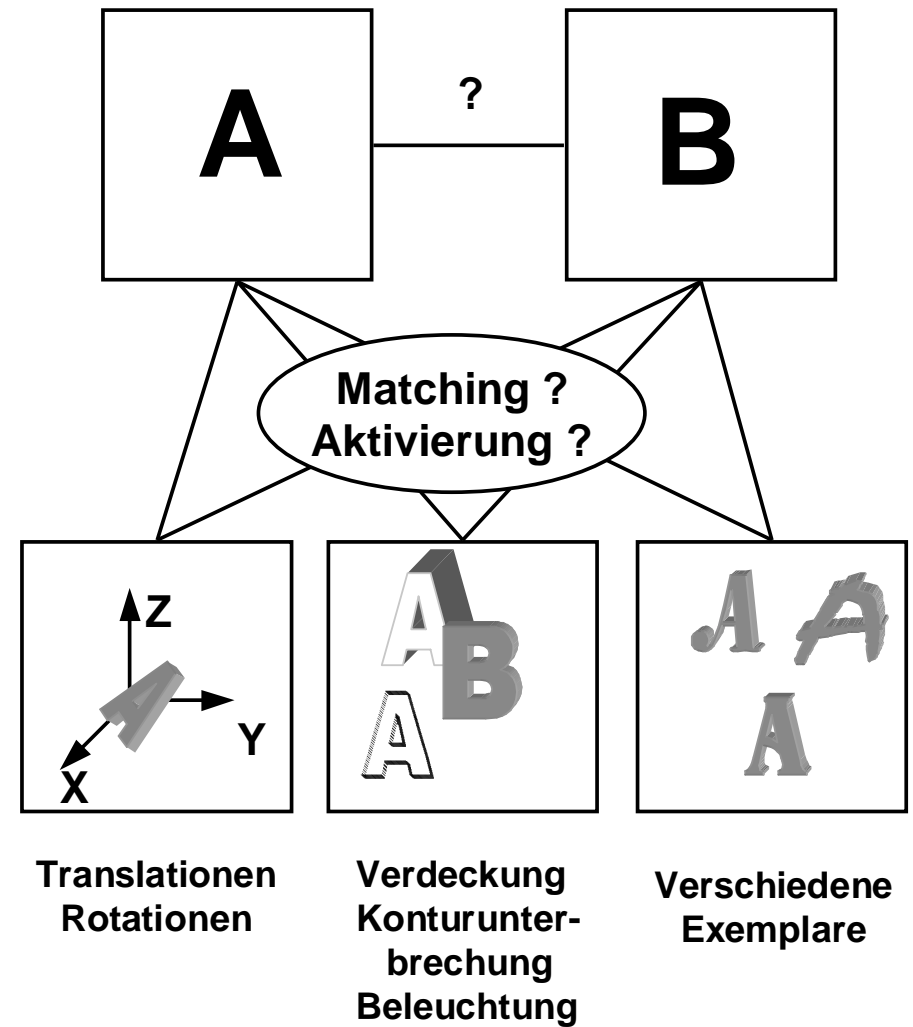 A
?
B
Matching ?
Aktivierung ?
Z
Y
X
A
A
B
A
A
A
A
Translationen
Rotationen
Verdeckung
Konturunter-
brechung
Beleuchtung
Verschiedene
Exemplare